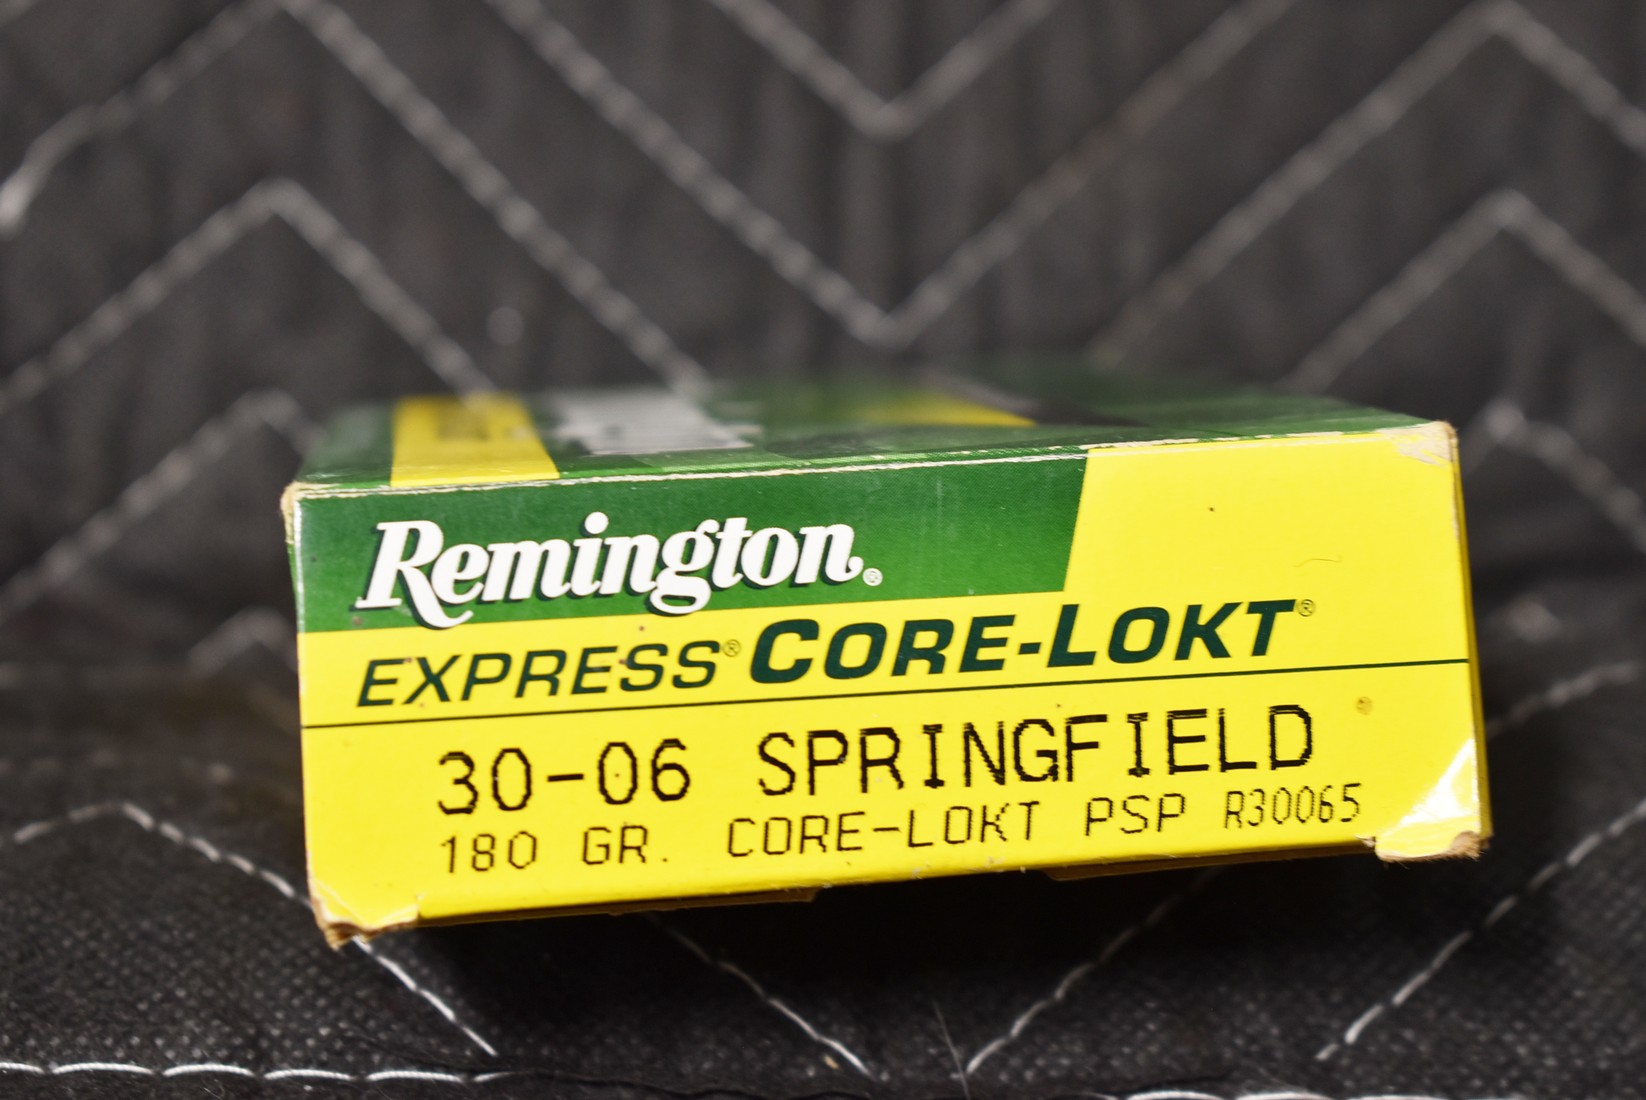 Remington®
EXPRESS® CORE-LOKT®
30-06 SPRINGFIELD
180 GR. CORE-LOKT PSP R30065